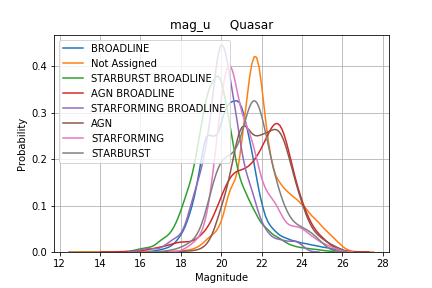 mag_u Quasar
BROADLINE
Not Assigned
STARBURST BROADLINE
AGN BROADLINE
STARFORMING BROADLINE
AGN
STARFORMING
STARBURST
0.4
0.3
0.2
0.1
0.0
Probability
12 14 16 18 20 22 24 26 28
Magnitude